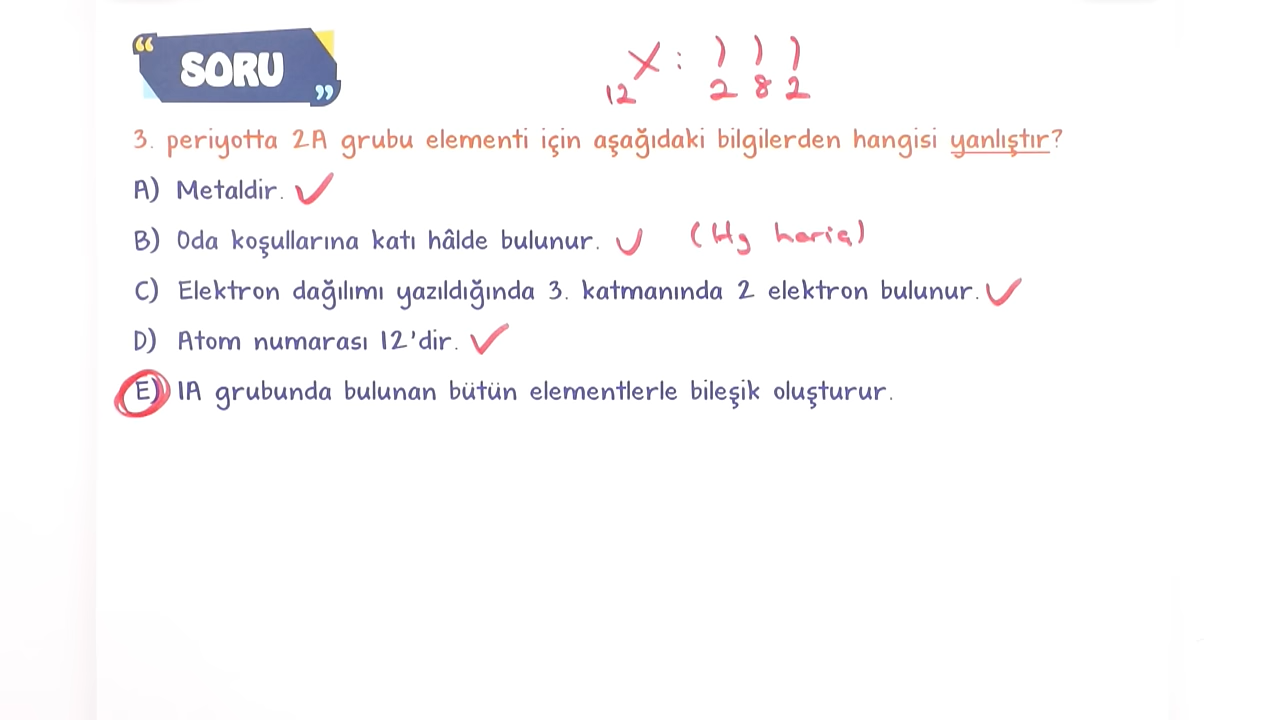 “
SORU
”
X : ) ) )
12 2 8 2
3. periyotta 2A grubu elementi için aşağıdaki bilgilerden hangisi yanlıştır?
A) Metaldir. ✓
B) Oda koşullarına katı hâlde bulunur. ✓ (Hg hariç)
C) Elektron dağılımı yazıldığında 3. katmanında 2 elektron bulunur. ✓
D) Atom numarası 12'dir. ✓
E) 1A grubunda bulunan bütün elementlerle bileşik oluşturur.